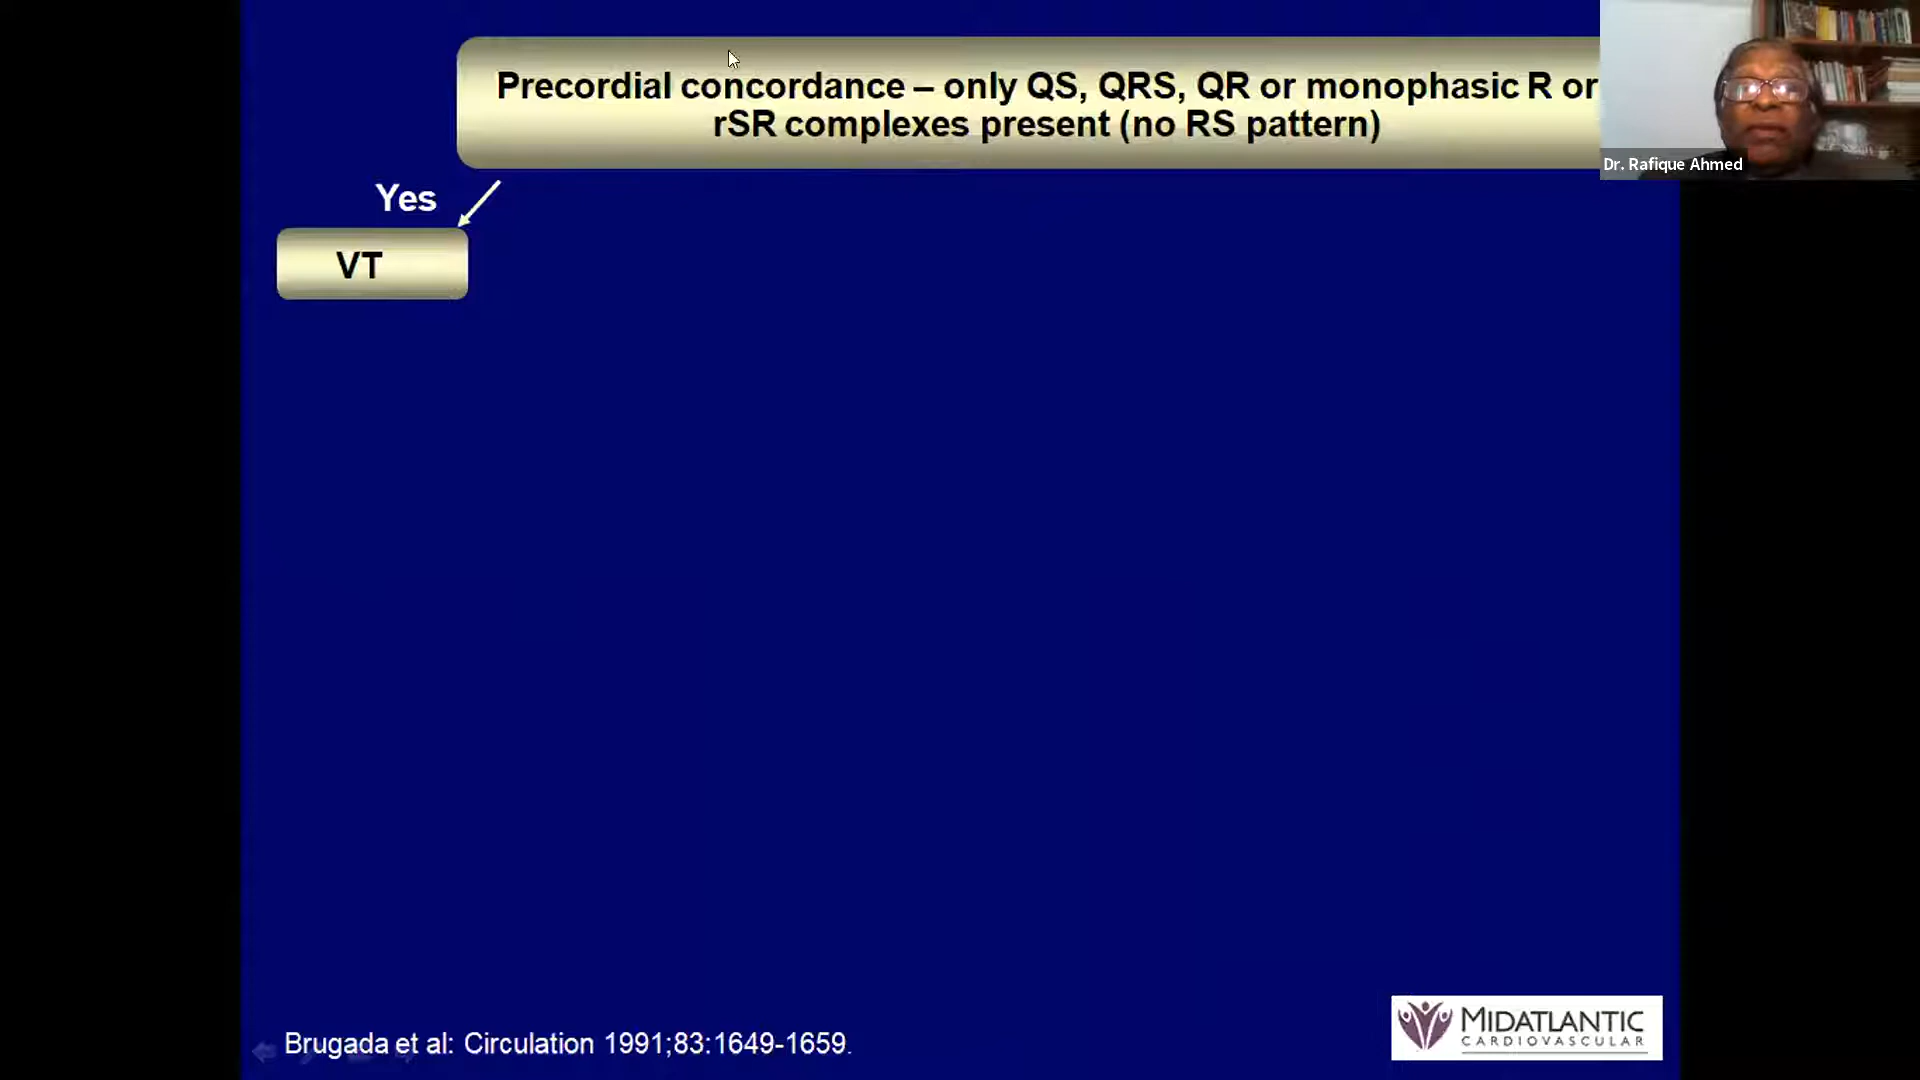 Precordial concordance – only QS, QRS, QR or monophasic R or
rSR complexes present (no RS pattern)
Dr. Rafique Ahmed
Yes
VT
Brugada et al: Circulation 1991;83:1649-1659.
MIDATLANTIC
CARDIOVASCULAR